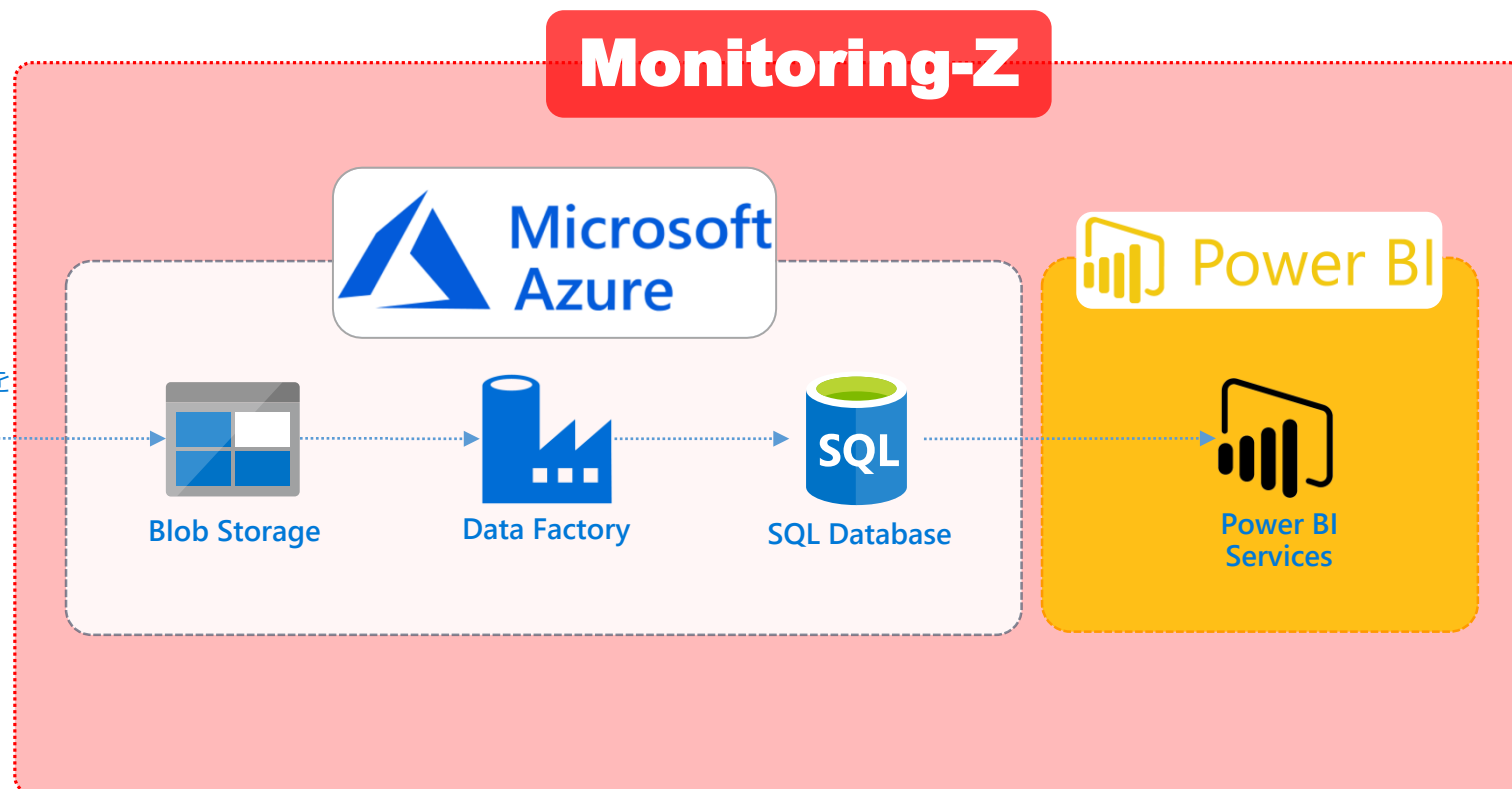 Monitoring-Z
Microsoft
Azure
Power BI
SQL
Blob Storage
Data Factory
SQL Database
Power BI
Services